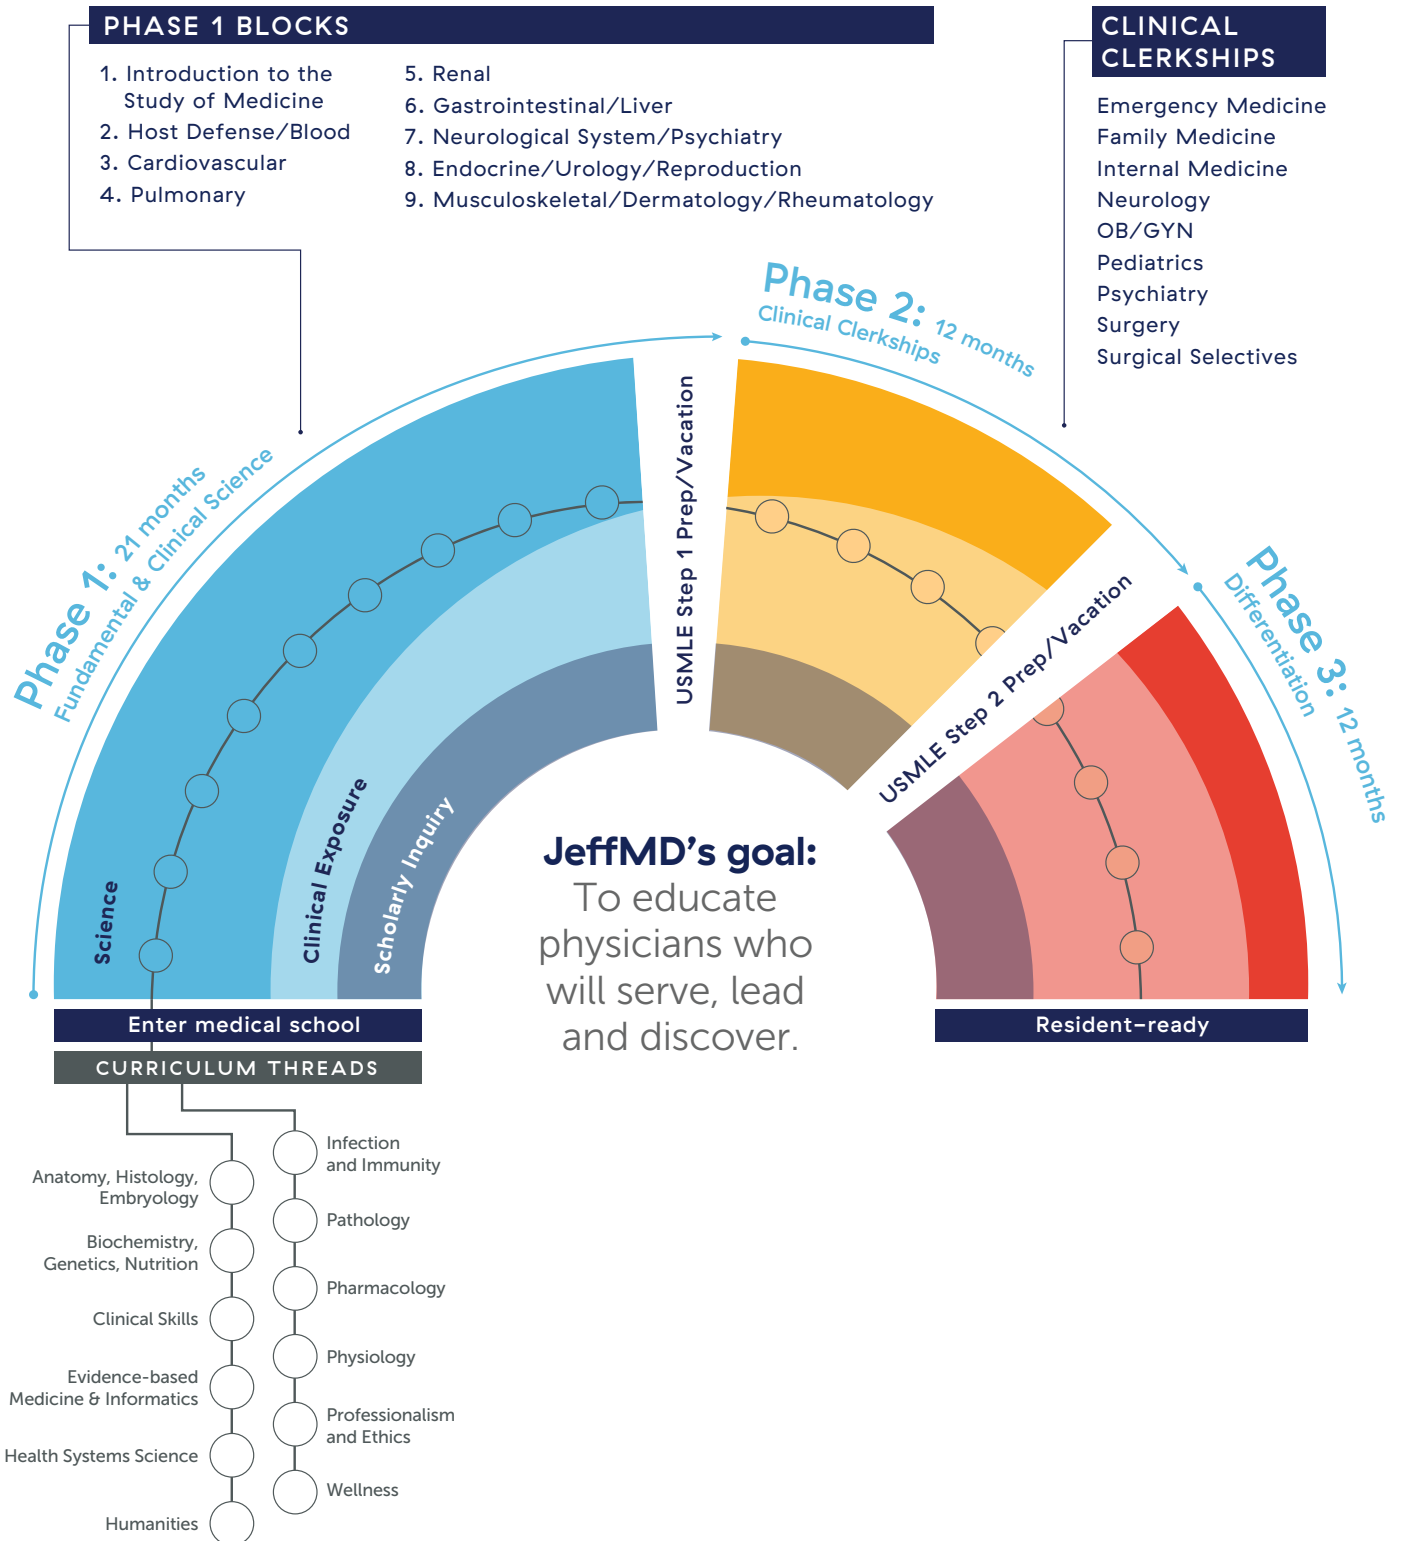 PHASE 1 BLOCKS
1. Introduction to the
Study of Medicine
2. Host Defense/Blood
3. Cardiovascular
4. Pulmonary
5. Renal
6. Gastrointestinal/Liver
7. Neurological System/Psychiatry
8. Endocrine/Urology/Reproduction
9. Musculoskeletal/Dermatology/Rheumatology
CLINICAL
CLERKSHIPS
Emergency Medicine
Family Medicine
Internal Medicine
Neurology
OB/GYN
Pediatrics
Psychiatry
Surgery
Surgical Selectives
Phase 1: 21 months
Fundamental & Clinical Science
Phase 2: 12 months
Clinical Clerkships
Phase 3: 12 months
Differentiation
USMLE Step 1 Prep/Vacation
USMLE Step 2 Prep/Vacation
Science
Clinical Exposure
Scholarly Inquiry
JeffMD's goal:
To educate
physicians who
will serve, lead
and discover.
Enter medical school
Resident-ready
CURRICULUM THREADS
Anatomy, Histology,
Embryology
Biochemistry,
Genetics, Nutrition
Clinical Skills
Evidence-based
Medicine & Informatics
Health Systems Science
Humanities
Infection
and Immunity
Pathology
Pharmacology
Physiology
Professionalism
and Ethics
Wellness